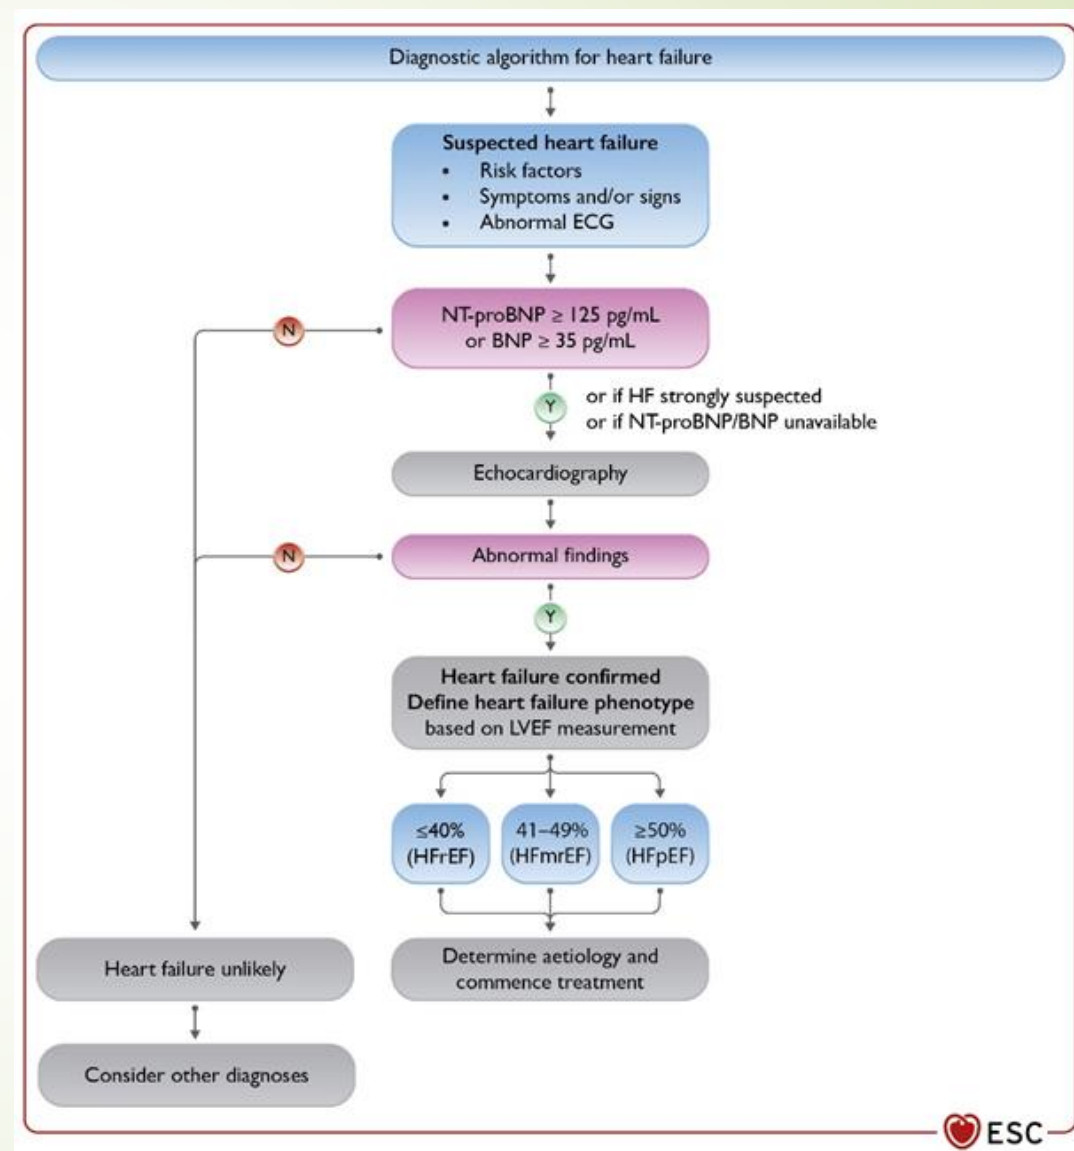 Diagnostic algorithm for heart failure
Suspected heart failure
• Risk factors
• Symptoms and/or signs
• Abnormal ECG
NT-proBNP ≥ 125 pg/mL
or BNP ≥ 35 pg/mL
N
Y
or if HF strongly suspected
or if NT-proBNP/BNP unavailable
Echocardiography
Abnormal findings
N
Y
Heart failure confirmed
Define heart failure phenotype
based on LVEF measurement
≤40%
(HFrEF)
41–49%
(HFmrEF)
≥50%
(HFpEF)
Heart failure unlikely
Determine aetiology and
commence treatment
Consider other diagnoses
ESC